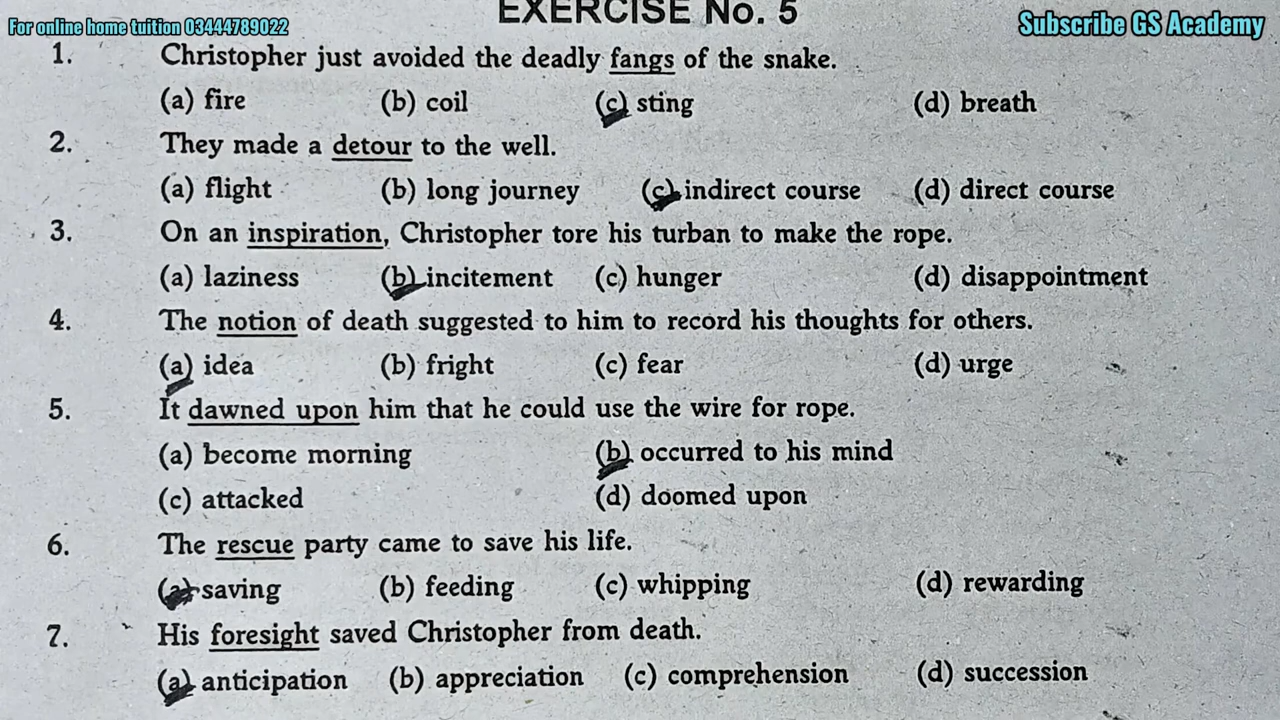 EXERCISE No. 5
For online home tuition 03444789022
Subscribe GS Academy
1. Christopher just avoided the deadly fangs of the snake.
(a) fire (b) coil (c) sting (d) breath
2. They made a detour to the well.
(a) flight (b) long journey (c) indirect course (d) direct course
3. On an inspiration, Christopher tore his turban to make the rope.
(a) laziness (b) incitement (c) hunger (d) disappointment
4. The notion of death suggested to him to record his thoughts for others.
(a) idea (b) fright (c) fear (d) urge
5. It dawned upon him that he could use the wire for rope.
(a) become morning (b) occurred to his mind
(c) attacked (d) doomed upon
6. The rescue party came to save his life.
(a) saving (b) feeding (c) whipping (d) rewarding
7. His foresight saved Christopher from death.
(a) anticipation (b) appreciation (c) comprehension (d) succession